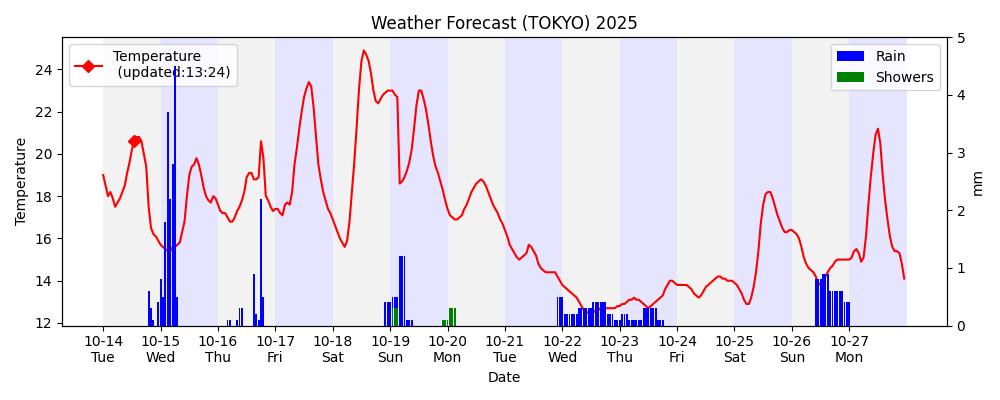 Weather Forecast (TOKYO) 2025
Temperature
(updated:13:24)
Rain
Showers
Temperature
24
22
20
18
16
14
12
5
4
3
2
1
0
mm
10-14 10-15 10-16 10-17 10-18 10-19 10-20 10-21 10-22 10-23 10-24 10-25 10-26 10-27
Tue Wed Thu Fri Sat Sun Mon Tue Wed Thu Fri Sat Sun Mon
Date